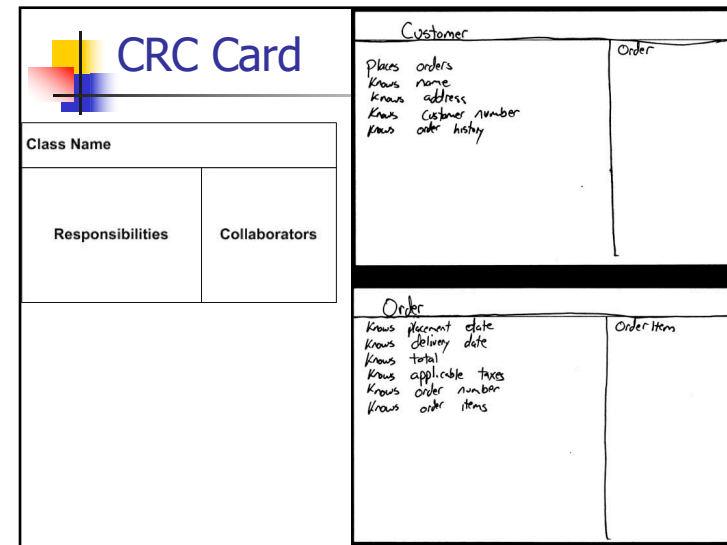 CRC Card
Class Name
Responsibilities
Collaborators
Customer
Places orders
Knows name
Knows address
Knows Customer number
Knows order history
Order
Order
Knows placement date
Knows delivery date
Knows total
Knows applicable taxes
Knows order number
Knows order items
Order Item